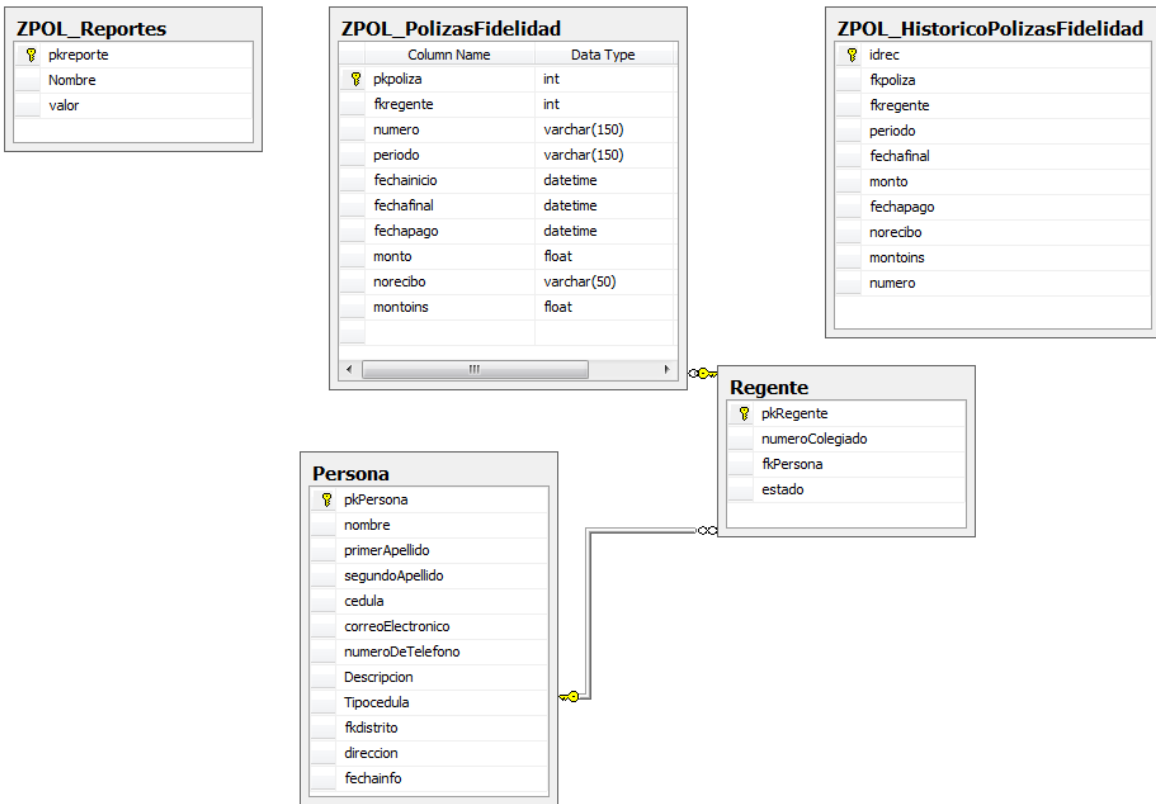 ZPOL_Reportes
pkreporte
Nombre
valor
ZPOL_PolizasFidelidad
Column Name Data Type
pkpoliza int
fkregente int
numero varchar(150)
periodo varchar(150)
fechainicio datetime
fechafinal datetime
fechapago datetime
monto float
norecibo varchar(50)
montoins float
ZPOL_HistoricoPolizasFidelidad
idrec
fkpoliza
fkregente
periodo
fechafinal
monto
fechapago
norecibo
montoins
numero
Regente
pkRegente
numeroColegiado
fkPersona
estado
Persona
pkPersona
nombre
primerApellido
segundoApellido
cedula
correoElectronico
numeroDeTelefono
Descripcion
Tipocedula
fkdistrito
direccion
fechainfo